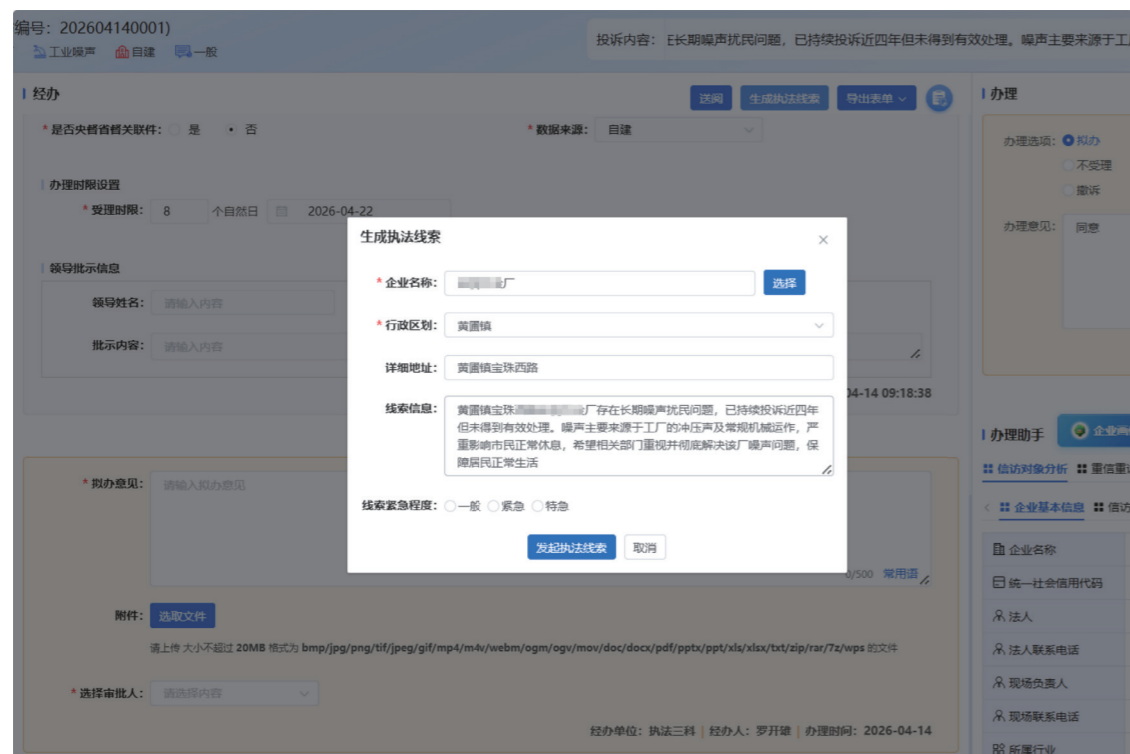 编号：202604140001)
工业噪声 自建 一般
投诉内容： E长期噪声扰民问题，已持续投诉近四年但未得到有效处理。噪声主要来源于工
经办
送阅 生成执法线索 导出表单
*是否央督省督关联件： 是 否
*数据来源： 自建
办理时限设置
*受理时限： 8 个自然日 2026-04-22
领导批示信息
领导姓名： 请输入内容
批示内容： 请输入内容
04-14 09:18:38
*拟办意见： 请输入拟办意见
0/500 常用语
附件： 选取文件
请上传 大小不超过 20MB 格式为 bmp/jpg/png/tif/jpeg/gif/mp4/m4v/webm/ogm/ogv/mov/doc/docx/pdf/pptx/ppt/xls/xlsx/txt/zip/rar/7z/wps 的文件
*选择审批人： 请选择内容
经办单位：执法三科 | 经办人：罗开雄 | 办理时间：2026-04-14
生成执法线索
*企业名称： 厂 选择
*行政区划： 黄圃镇
详细地址： 黄圃镇宝珠西路
线索信息： 黄圃镇宝珠 厂存在长期噪声扰民问题，已持续投诉近四年
但未得到有效处理。噪声主要来源于工厂的冲压声及常规机械运作，严
重影响市民正常休息，希望相关部门重视并彻底解决该厂噪声问题，保
障居民正常生活
线索紧急程度： 一般 紧急 特急
发起执法线索 取消
办理
办理选项： 拟办
不受理
撤诉
办理意见： 同意
办理助手 企业画
信访对象分析 重信重
企业基本信息 信访
企业名称
统一社会信用代码
法人
法人联系电话
现场负责人
现场联系电话
所属行业